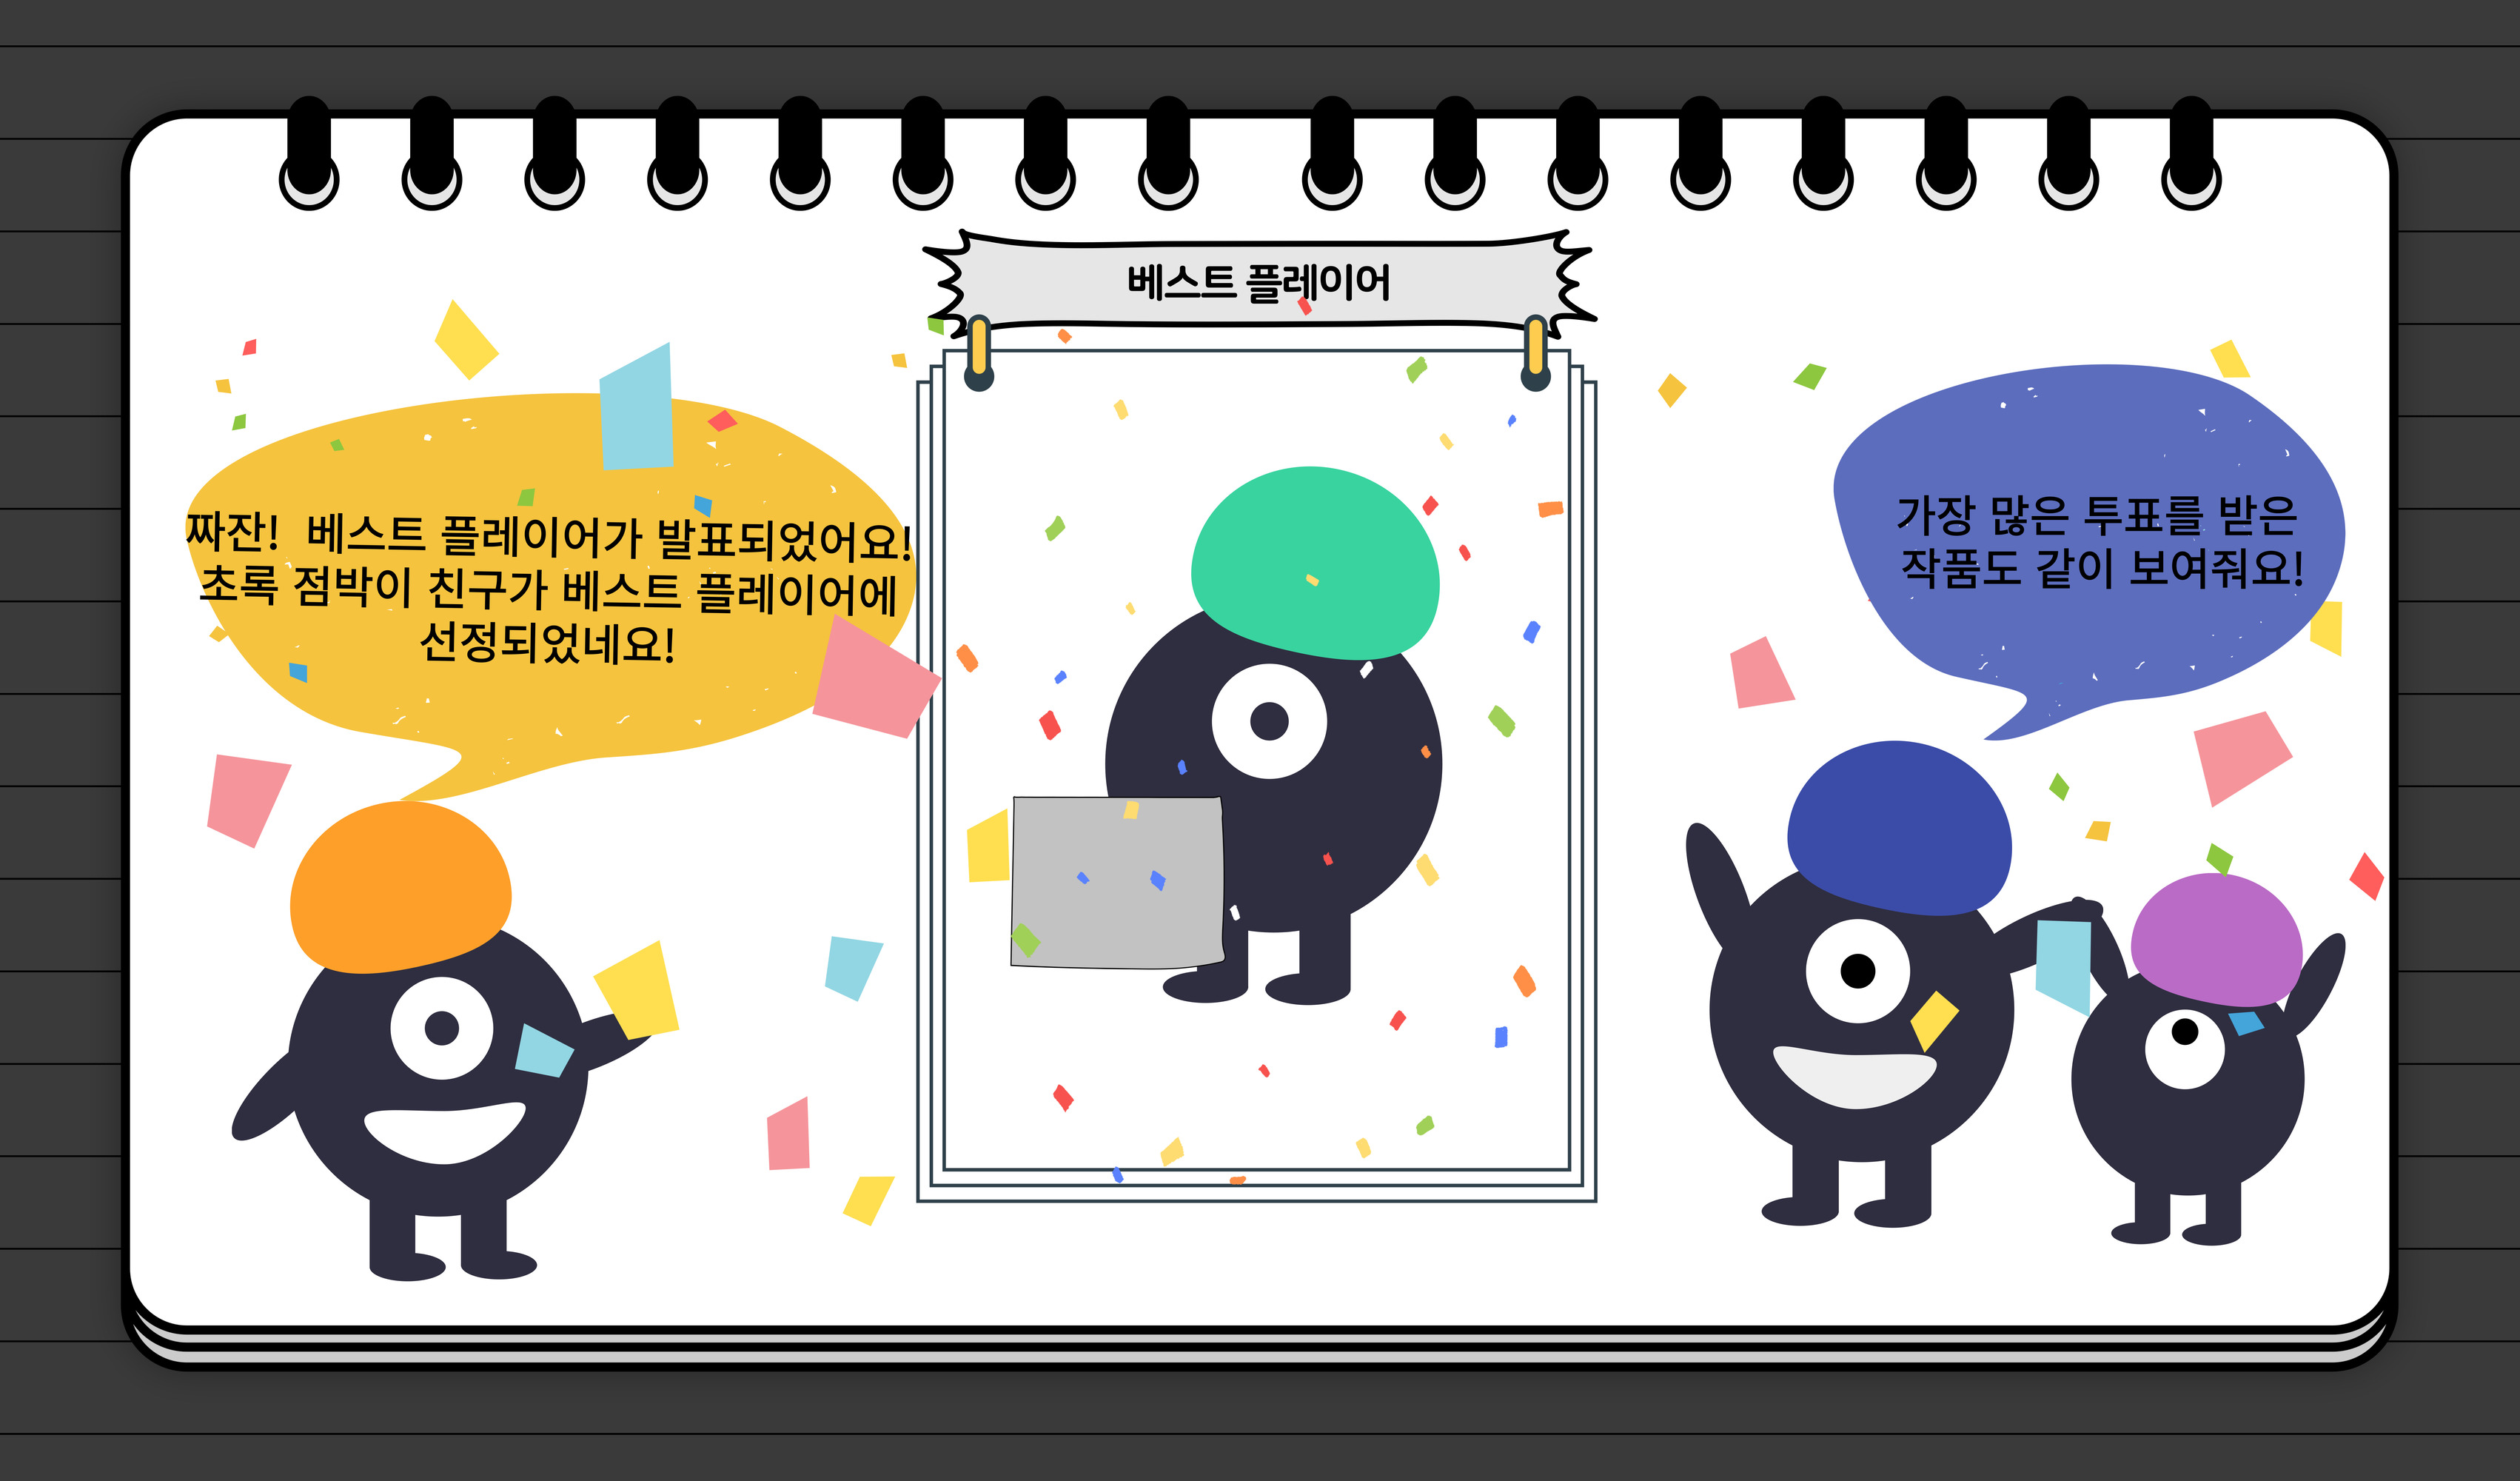 베스트 플레이어
짜잔! 베스트 플레이어가 발표되었어요!
초록 점박이 친구가 베스트 플레이어에
선정되었네요!
가장 많은 투표를 받은
작품도 같이 보여줘요!